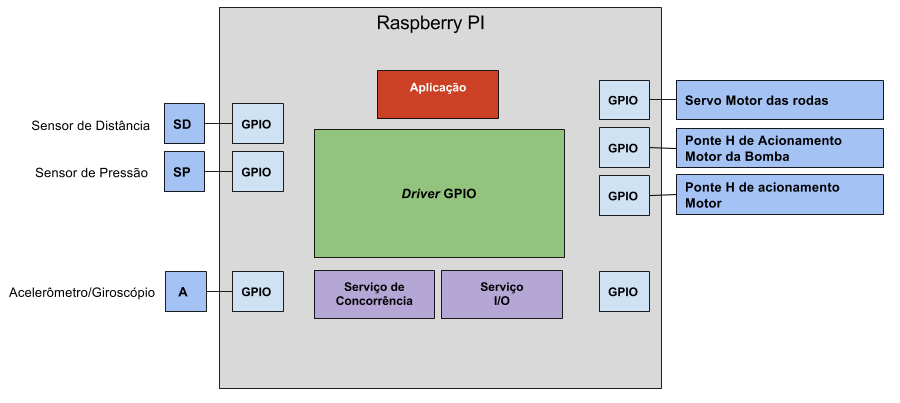 Raspberry PI
Aplicação
Sensor de Distância
SD
GPIO
Sensor de Pressão
SP
GPIO
Acelerômetro/Giroscópio
A
GPIO
Driver GPIO
Serviço de
Concorrência
Serviço
I/O
GPIO
Servo Motor das rodas
GPIO
Ponte H de Acionamento
Motor da Bomba
GPIO
Ponte H de acionamento
Motor
GPIO